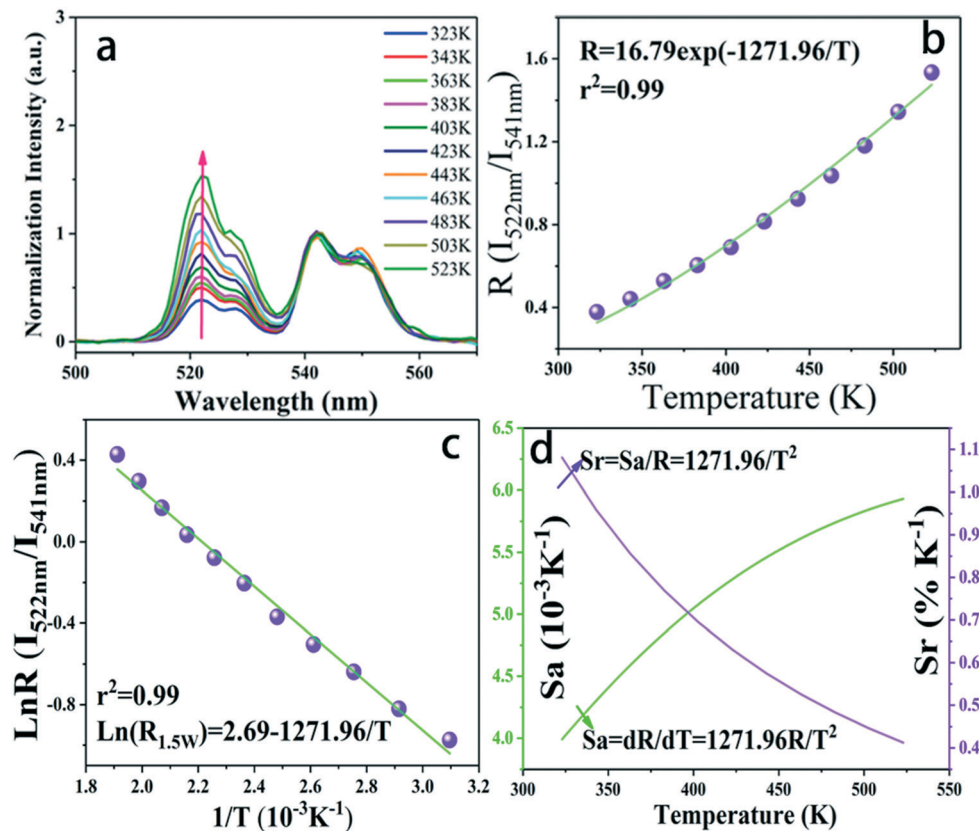 a
Normalization Intensity (a.u.)
3
2
1
0
323K
343K
363K
383K
403K
423K
443K
463K
483K
503K
523K
500 520 540 560
Wavelength (nm)
b
R=16.79exp(-1271.96/T)
r²=0.99
R (I522nm/I541nm)
1.6
1.2
0.8
0.4
300 350 400 450 500 550
Temperature (K)
c
LnR (I522nm/I541nm)
0.4
0.0
-0.4
-0.8
r²=0.99
Ln(R1.5W)=2.69-1271.96/T
1.8 2.0 2.2 2.4 2.6 2.8 3.0 3.2
1/T (10⁻³K⁻¹)
d
Sr=Sa/R=1271.96/T²
Sa (10⁻³K⁻¹)
6.5
6.0
5.5
5.0
4.5
4.0
Sr (% K⁻¹)
1.1
1.0
0.9
0.8
0.7
0.6
0.5
0.4
Sa=dR/dT=1271.96R/T²
300 350 400 450 500 550
Temperature (K)